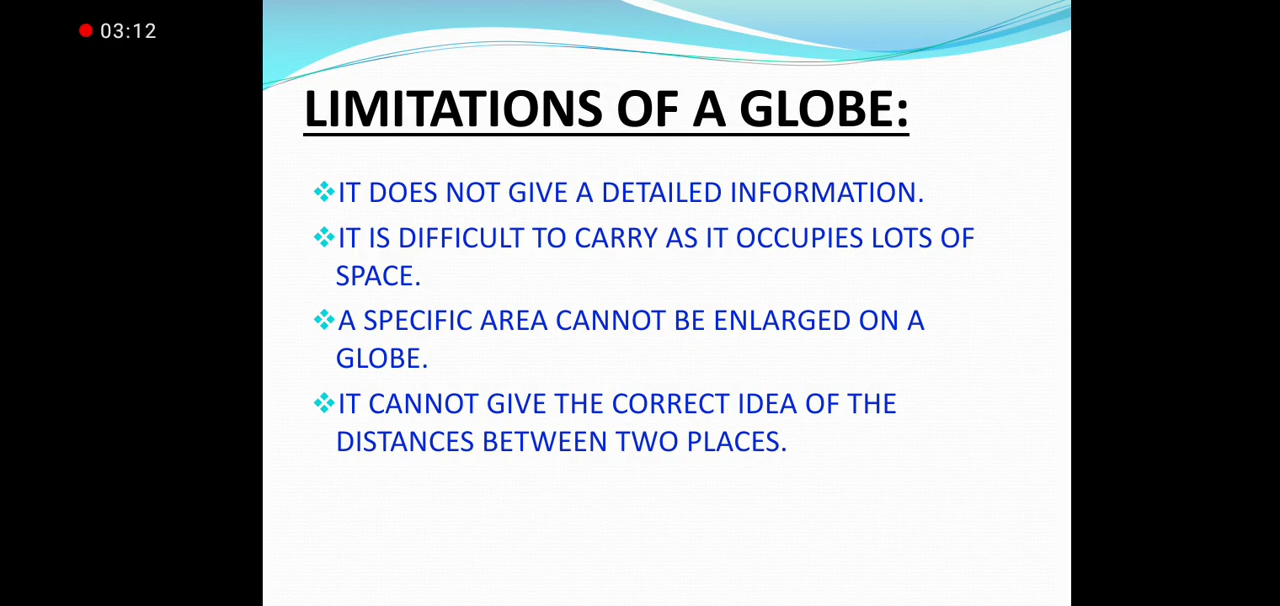 03:12
LIMITATIONS OF A GLOBE:
IT DOES NOT GIVE A DETAILED INFORMATION.
IT IS DIFFICULT TO CARRY AS IT OCCUPIES LOTS OF
SPACE.
A SPECIFIC AREA CANNOT BE ENLARGED ON A
GLOBE.
IT CANNOT GIVE THE CORRECT IDEA OF THE
DISTANCES BETWEEN TWO PLACES.